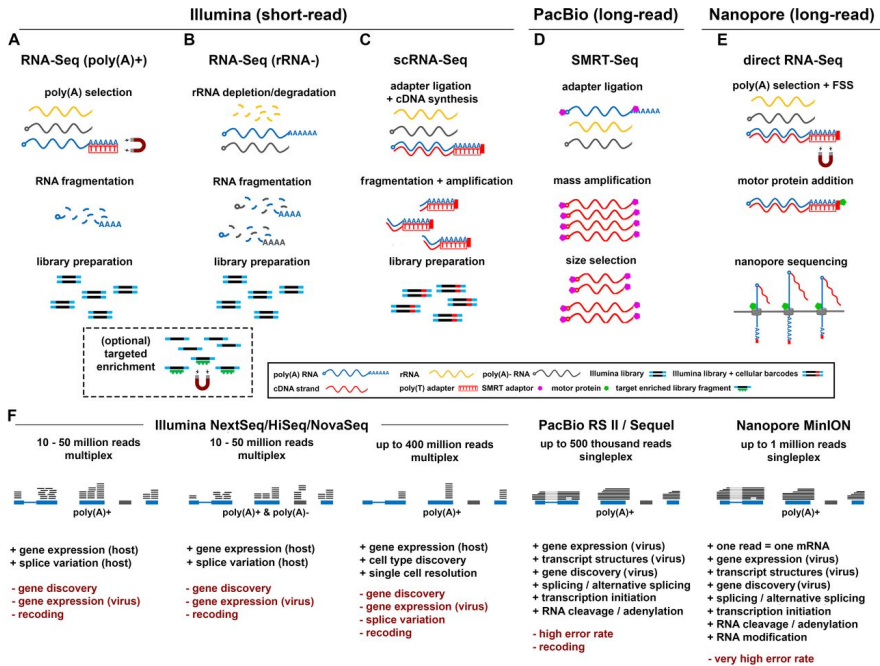 Illumina (short-read)
PacBio (long-read)
Nanopore (long-read)
A
RNA-Seq (poly(A)+)
poly(A) selection
AAAAAA
TTTTTT
RNA fragmentation
AAAA
library preparation
B
RNA-Seq (rRNA-)
rRNA depletion/degradation
AAAAA
RNA fragmentation
AAAA
AAAA
library preparation
(optional)
targeted
enrichment
C
scRNA-Seq
adapter ligation
+ cDNA synthesis
fragmentation + amplification
library preparation
D
SMRT-Seq
adapter ligation
AAAAA
mass amplification
size selection
E
direct RNA-Seq
poly(A) selection + FSS
motor protein addition
nanopore sequencing
poly(A) RNA
rRNA
poly(A)- RNA
Illumina library
Illumina library + cellular barcodes
cDNA strand
poly(T) adapter
SMRT adaptor
motor protein
target enriched library fragment
F
Illumina NextSeq/HiSeq/NovaSeq
PacBio RS II / Sequel
Nanopore MinION
10 - 50 million reads
multiplex
poly(A)+
+ gene expression (host)
+ splice variation (host)
- gene discovery
- gene expression (virus)
- recoding
10 - 50 million reads
multiplex
poly(A)+ & poly(A)-
+ gene expression (host)
+ splice variation (host)
- gene discovery
- gene expression (virus)
- recoding
up to 400 million reads
multiplex
poly(A)+
+ gene expression (host)
+ cell type discovery
+ single cell resolution
- gene discovery
- gene expression (virus)
- splice variation
- recoding
up to 500 thousand reads
singleplex
poly(A)+
+ gene expression (virus)
+ transcript structures (virus)
+ gene discovery (virus)
+ splicing / alternative splicing
+ transcription initiation
+ RNA cleavage / adenylation
- high error rate
- recoding
up to 1 million reads
singleplex
poly(A)+
+ one read = one mRNA
+ gene expression (virus)
+ transcript structures (virus)
+ gene discovery (virus)
+ splicing / alternative splicing
+ transcription initiation
+ RNA cleavage / adenylation
+ RNA modification
- very high error rate